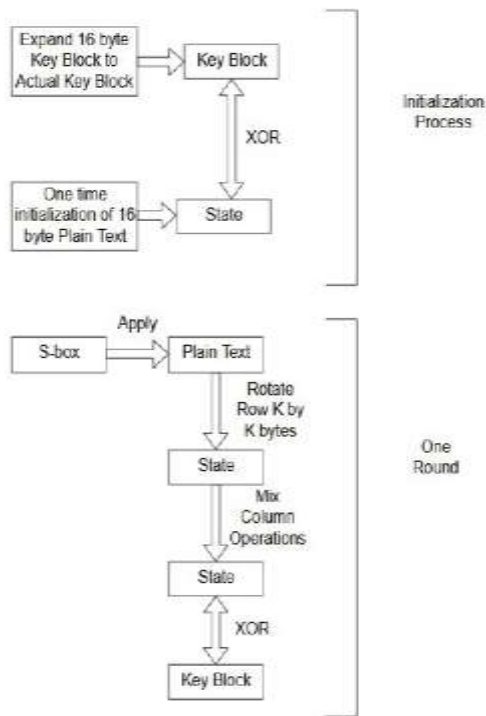 Expand 16 byte
Key Block to
Actual Key Block
Key Block
Initialization
Process
XOR
One time
initialization of 16
byte Plain Text
State
Apply
S-box
Plain Text
Rotate
Row K by
K bytes
One
Round
State
Mix
Column
Operations
State
XOR
Key Block